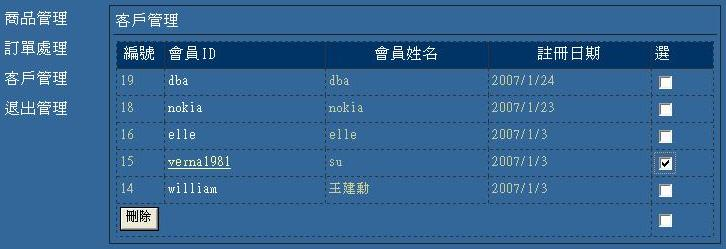 商品管理
訂單處理
客戶管理
退出管理
客戶管理
編號 會員ID 會員姓名 註冊日期 選
19 dba dba 2007/1/24
18 nokia nokia 2007/1/23
16 elle elle 2007/1/3
15 verna1981 su 2007/1/3
14 william 王建勳 2007/1/3
刪除